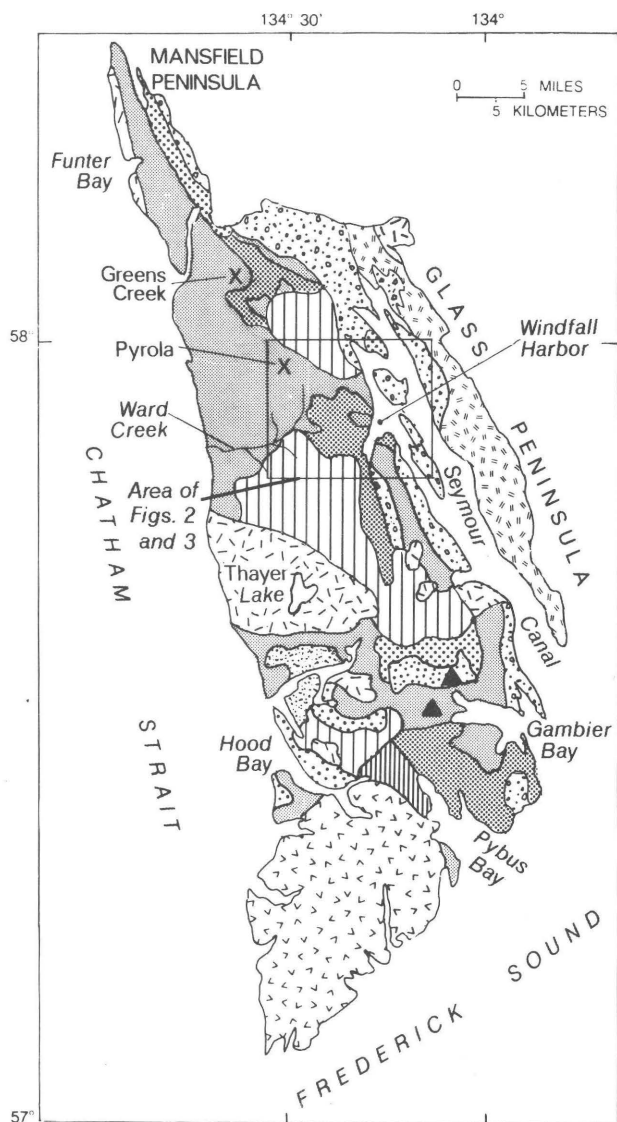 134° 30'
134°
MANSFIELD
PENINSULA
0 5 MILES
5 KILOMETERS
Funter
Bay
Greens
Creek
X
GLASS
58°
Windfall
Harbor
Pyrola
X
Ward
Creek
PENINSULA
Seymour
Area of
Figs. 2
and 3
CHATHAM
Thayer
Lake
Canal
STRAIT
Hood
Bay
Gambier
Bay
Pybus
Bay
FREDERICK SOUND
57°